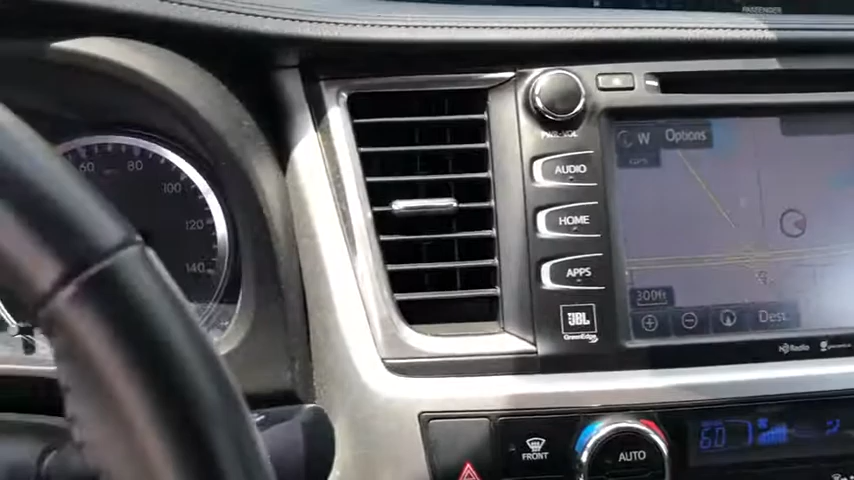 PASSENGER
60
80
100
120
140
PWR·VOL
AUDIO
HOME
APPS
JBL
GreenEdge
W
Options
300ft
Dest.
HD Radio
FRONT
AUTO
60